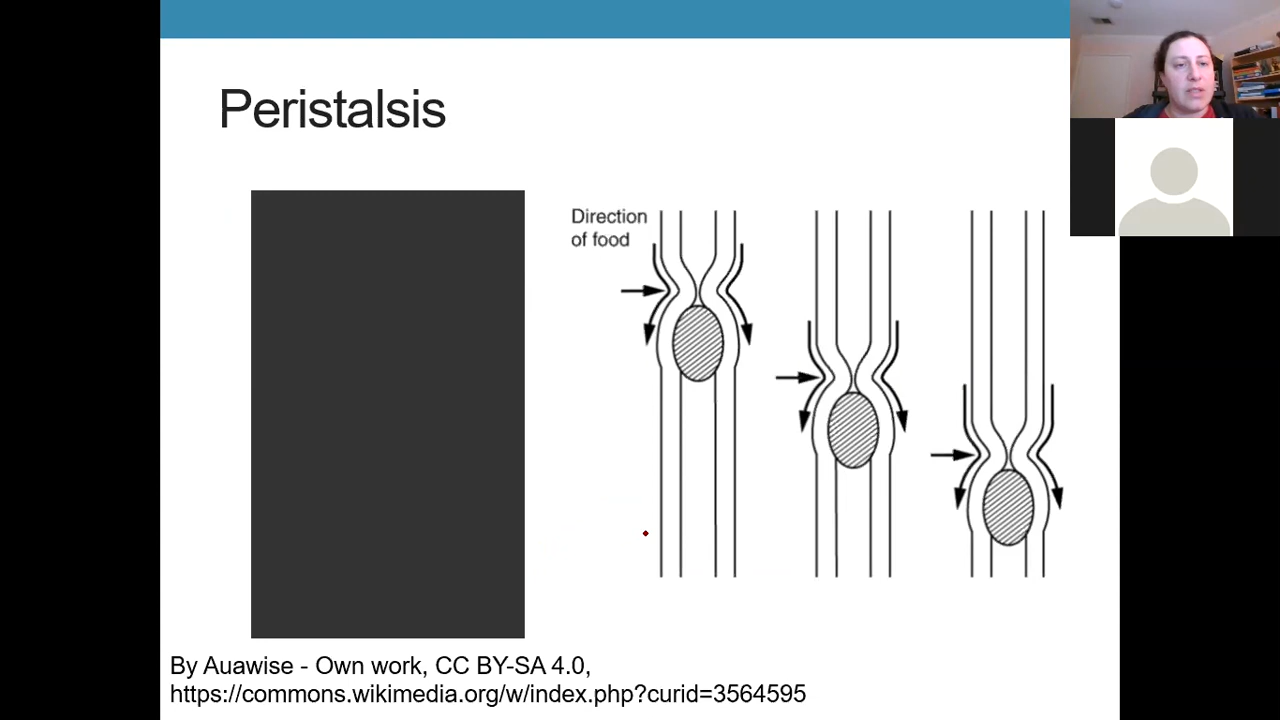 Peristalsis
Direction
of food
By Auawise - Own work, CC BY-SA 4.0,
https://commons.wikimedia.org/w/index.php?curid=3564595